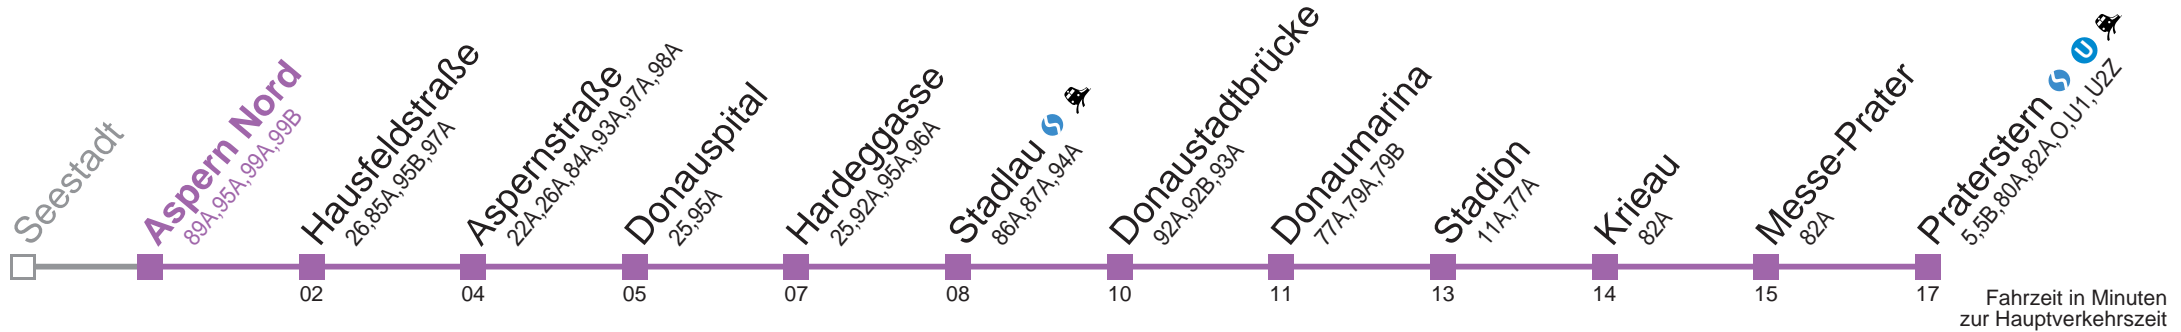 Seestadt
Aspern Nord
89A,95A,99A,99B
Hausfeldstraße
26,85A,95B,97A
02
Aspernstraße
22A,26A,84A,93A,97A,98A
04
Donauspital
25,95A
05
Hardeggasse
25,92A,95A,96A
07
Stadlau
86A,87A,94A
08
Donaustadtbrücke
92A,92B,93A
10
Donaumarina
77A,79A,79B
11
Stadion
11A,77A
13
Krieau
82A
14
Messe-Prater
82A
15
Praterstern U
5,5B,80A,82A,O,U1,U2Z
17
Fahrzeit in Minuten
zur Hauptverkehrszeit